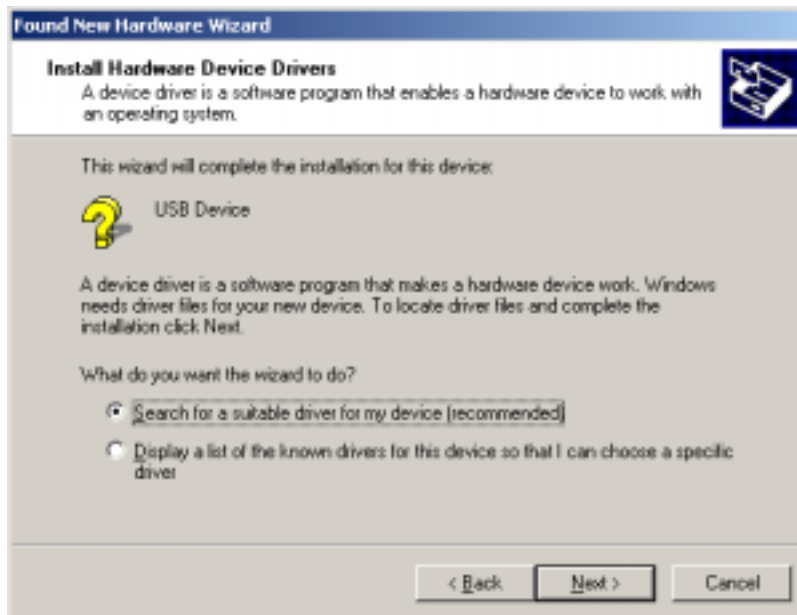 Found New Hardware Wizard
Install Hardware Device Drivers
A device driver is a software program that enables a hardware device to work with
an operating system.
This wizard will complete the installation for this device:
USB Device
A device driver is a software program that makes a hardware device work. Windows
needs driver files for your new device. To locate driver files and complete the
installation click Next.
What do you want the wizard to do?
Search for a suitable driver for my device (recommended)
Display a list of the known drivers for this device so that I can choose a specific
driver
< Back
Next >
Cancel